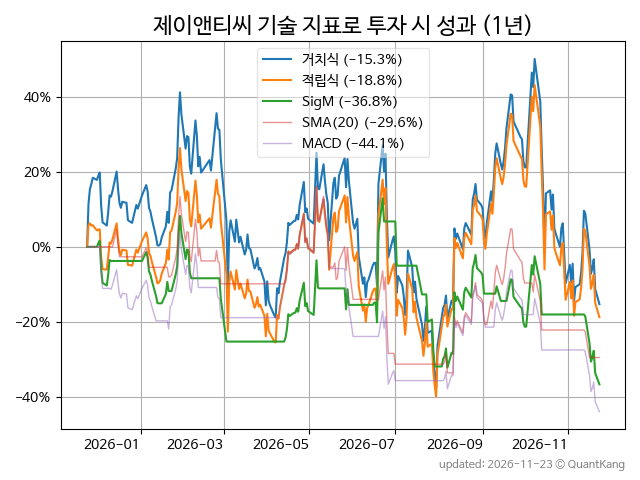 제이앤티씨 기술 지표로 투자 시 성과 (1년)
거치식 (-15.3%)
적립식 (-18.8%)
SigM (-36.8%)
SMA(20) (-29.6%)
MACD (-44.1%)
40%
20%
0%
-20%
-40%
2026-01 2026-03 2026-05 2026-07 2026-09 2026-11
updated: 2026-11-23 © QuantKang